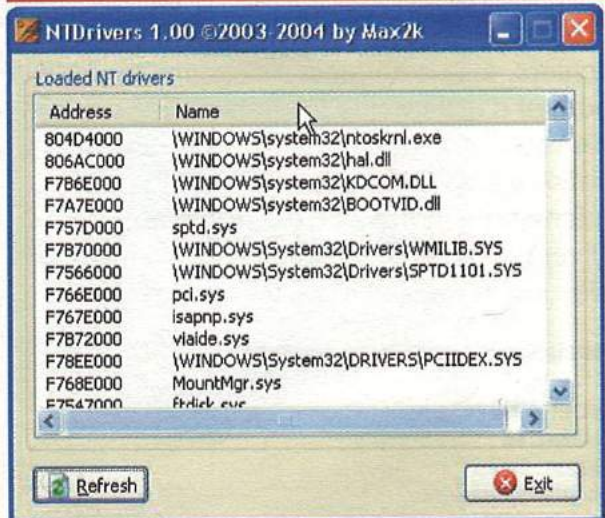 NTDrivers 1.00 ©2003-2004 by Max2k
Loaded NT drivers
Address Name
804D4000 \WINDOWS\system32\ntoskrnl.exe
806AC000 \WINDOWS\system32\hal.dll
F7B6E000 \WINDOWS\system32\KDCOM.DLL
F7A7E000 \WINDOWS\system32\BOOTVID.dll
F757D000 sptd.sys
F7B70000 \WINDOWS\System32\Drivers\WMILIB.SYS
F7566000 \WINDOWS\System32\Drivers\SPTD1101.SYS
F766E000 pci.sys
F767E000 isapnp.sys
F7B72000 viaide.sys
F78EE000 \WINDOWS\System32\DRIVERS\PCIIDEX.SYS
F768E000 MountMgr.sys
F7547000 ftdisk.sys
Refresh
Exit